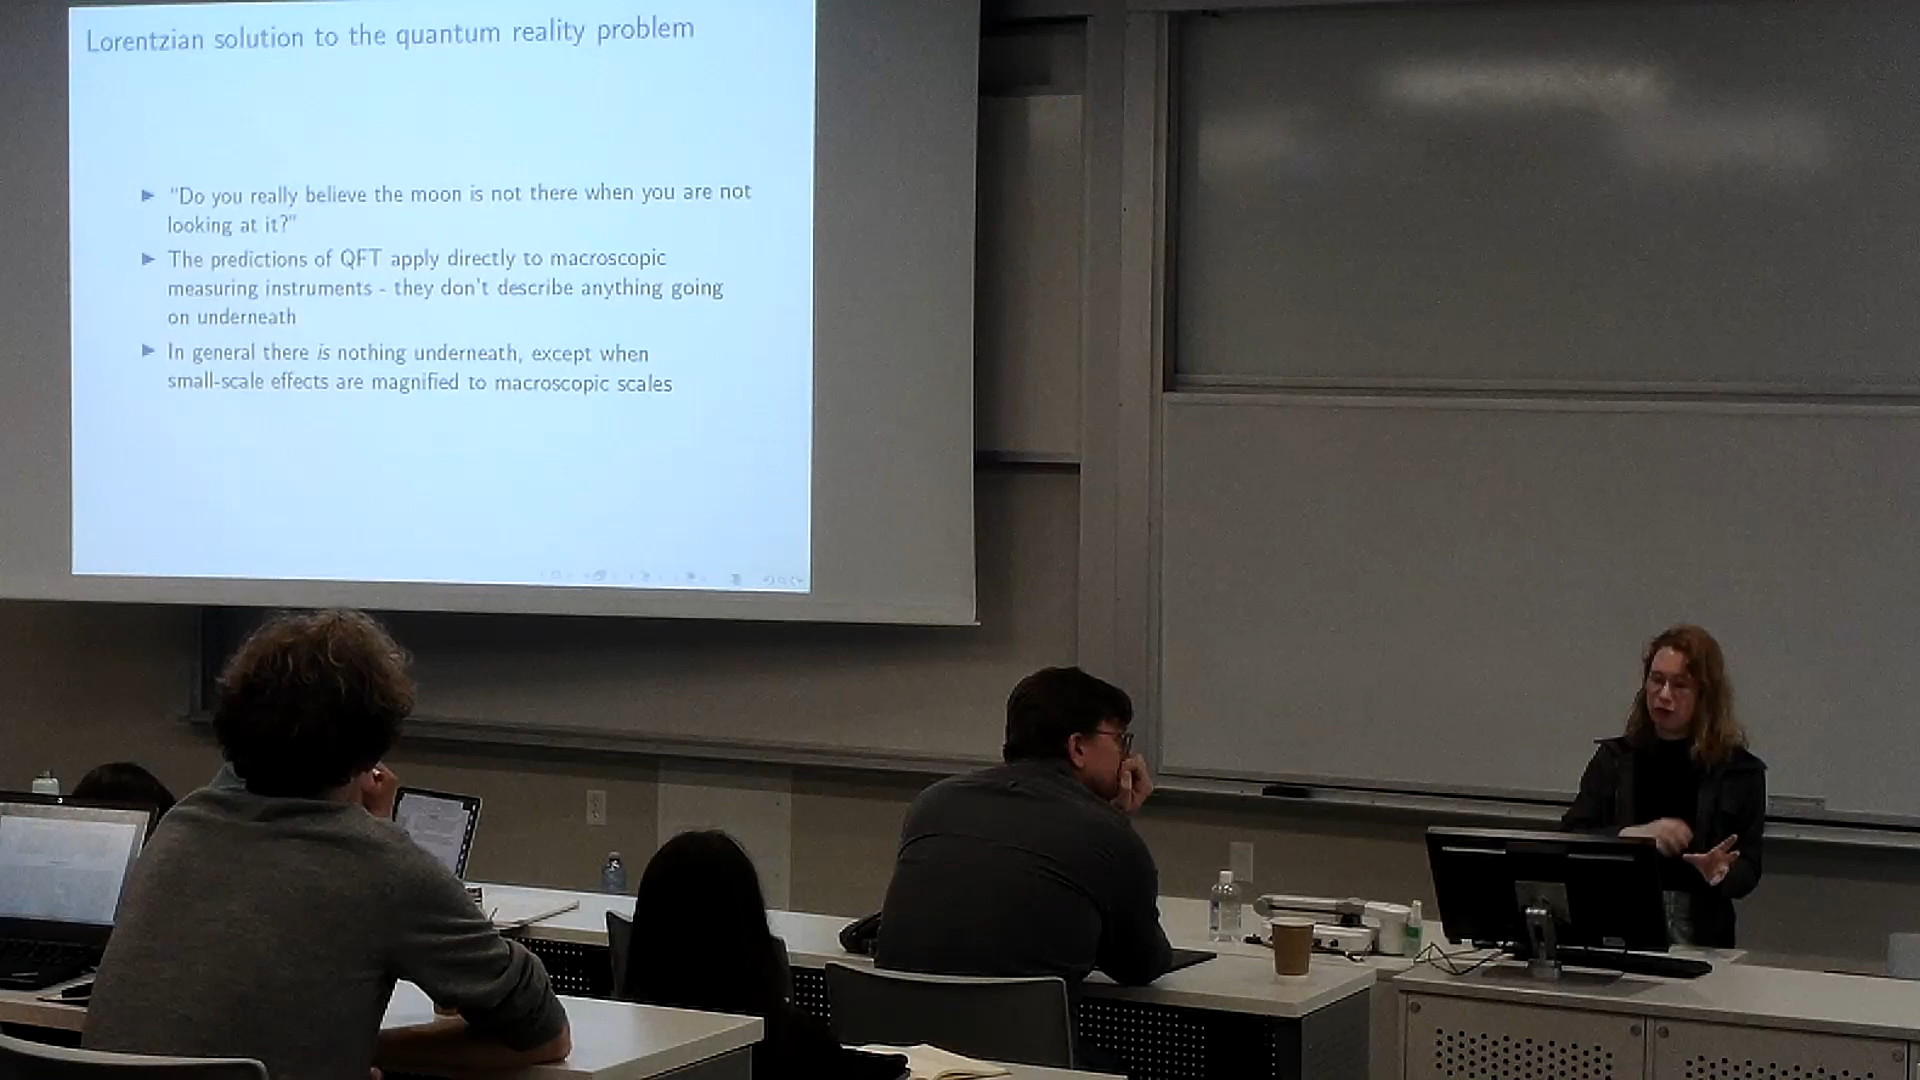 Lorentzian solution to the quantum reality problem
"Do you really believe the moon is not there when you are not
looking at it?"
The predictions of QFT apply directly to macroscopic
measuring instruments - they don't describe anything going
on underneath
In general there is nothing underneath, except when
small-scale effects are magnified to macroscopic scales